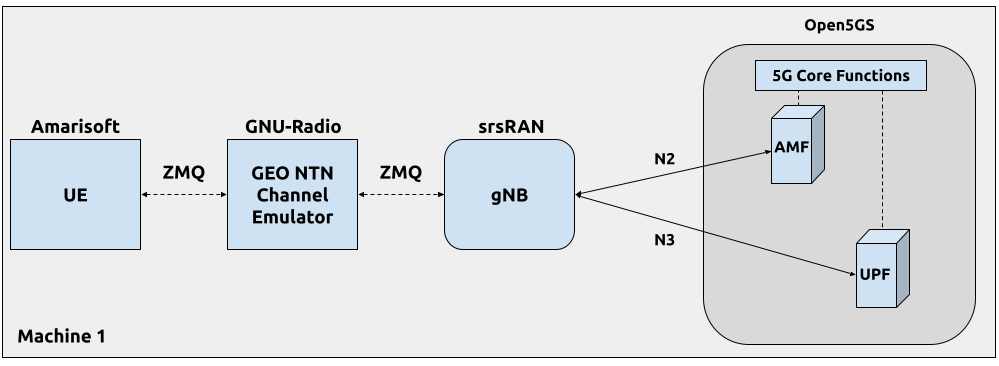 Open5GS
5G Core Functions
Amarisoft
GNU-Radio
srsRAN
AMF
N2
ZMQ
ZMQ
UE
GEO NTN
Channel
Emulator
gNB
N3
UPF
Machine 1